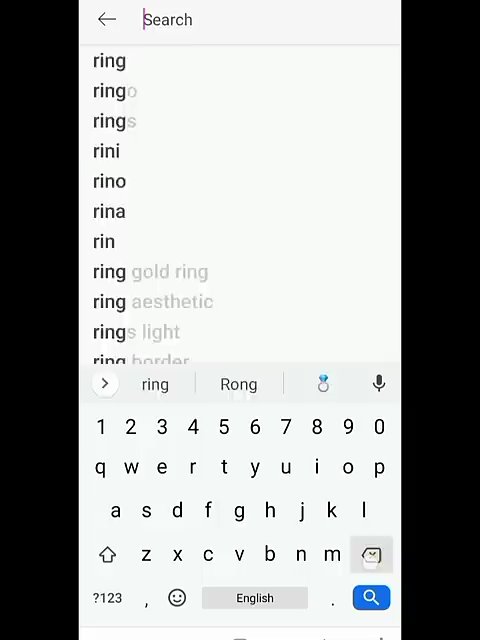 Search
ring
ringo
rings
rini
rino
rina
rin
ring gold ring
ring aesthetic
rings light
ring border
ring Rong
1 2 3 4 5 6 7 8 9 0
q w e r t y u i o p
a s d f g h j k l
z x c v b n m
?123 , English .